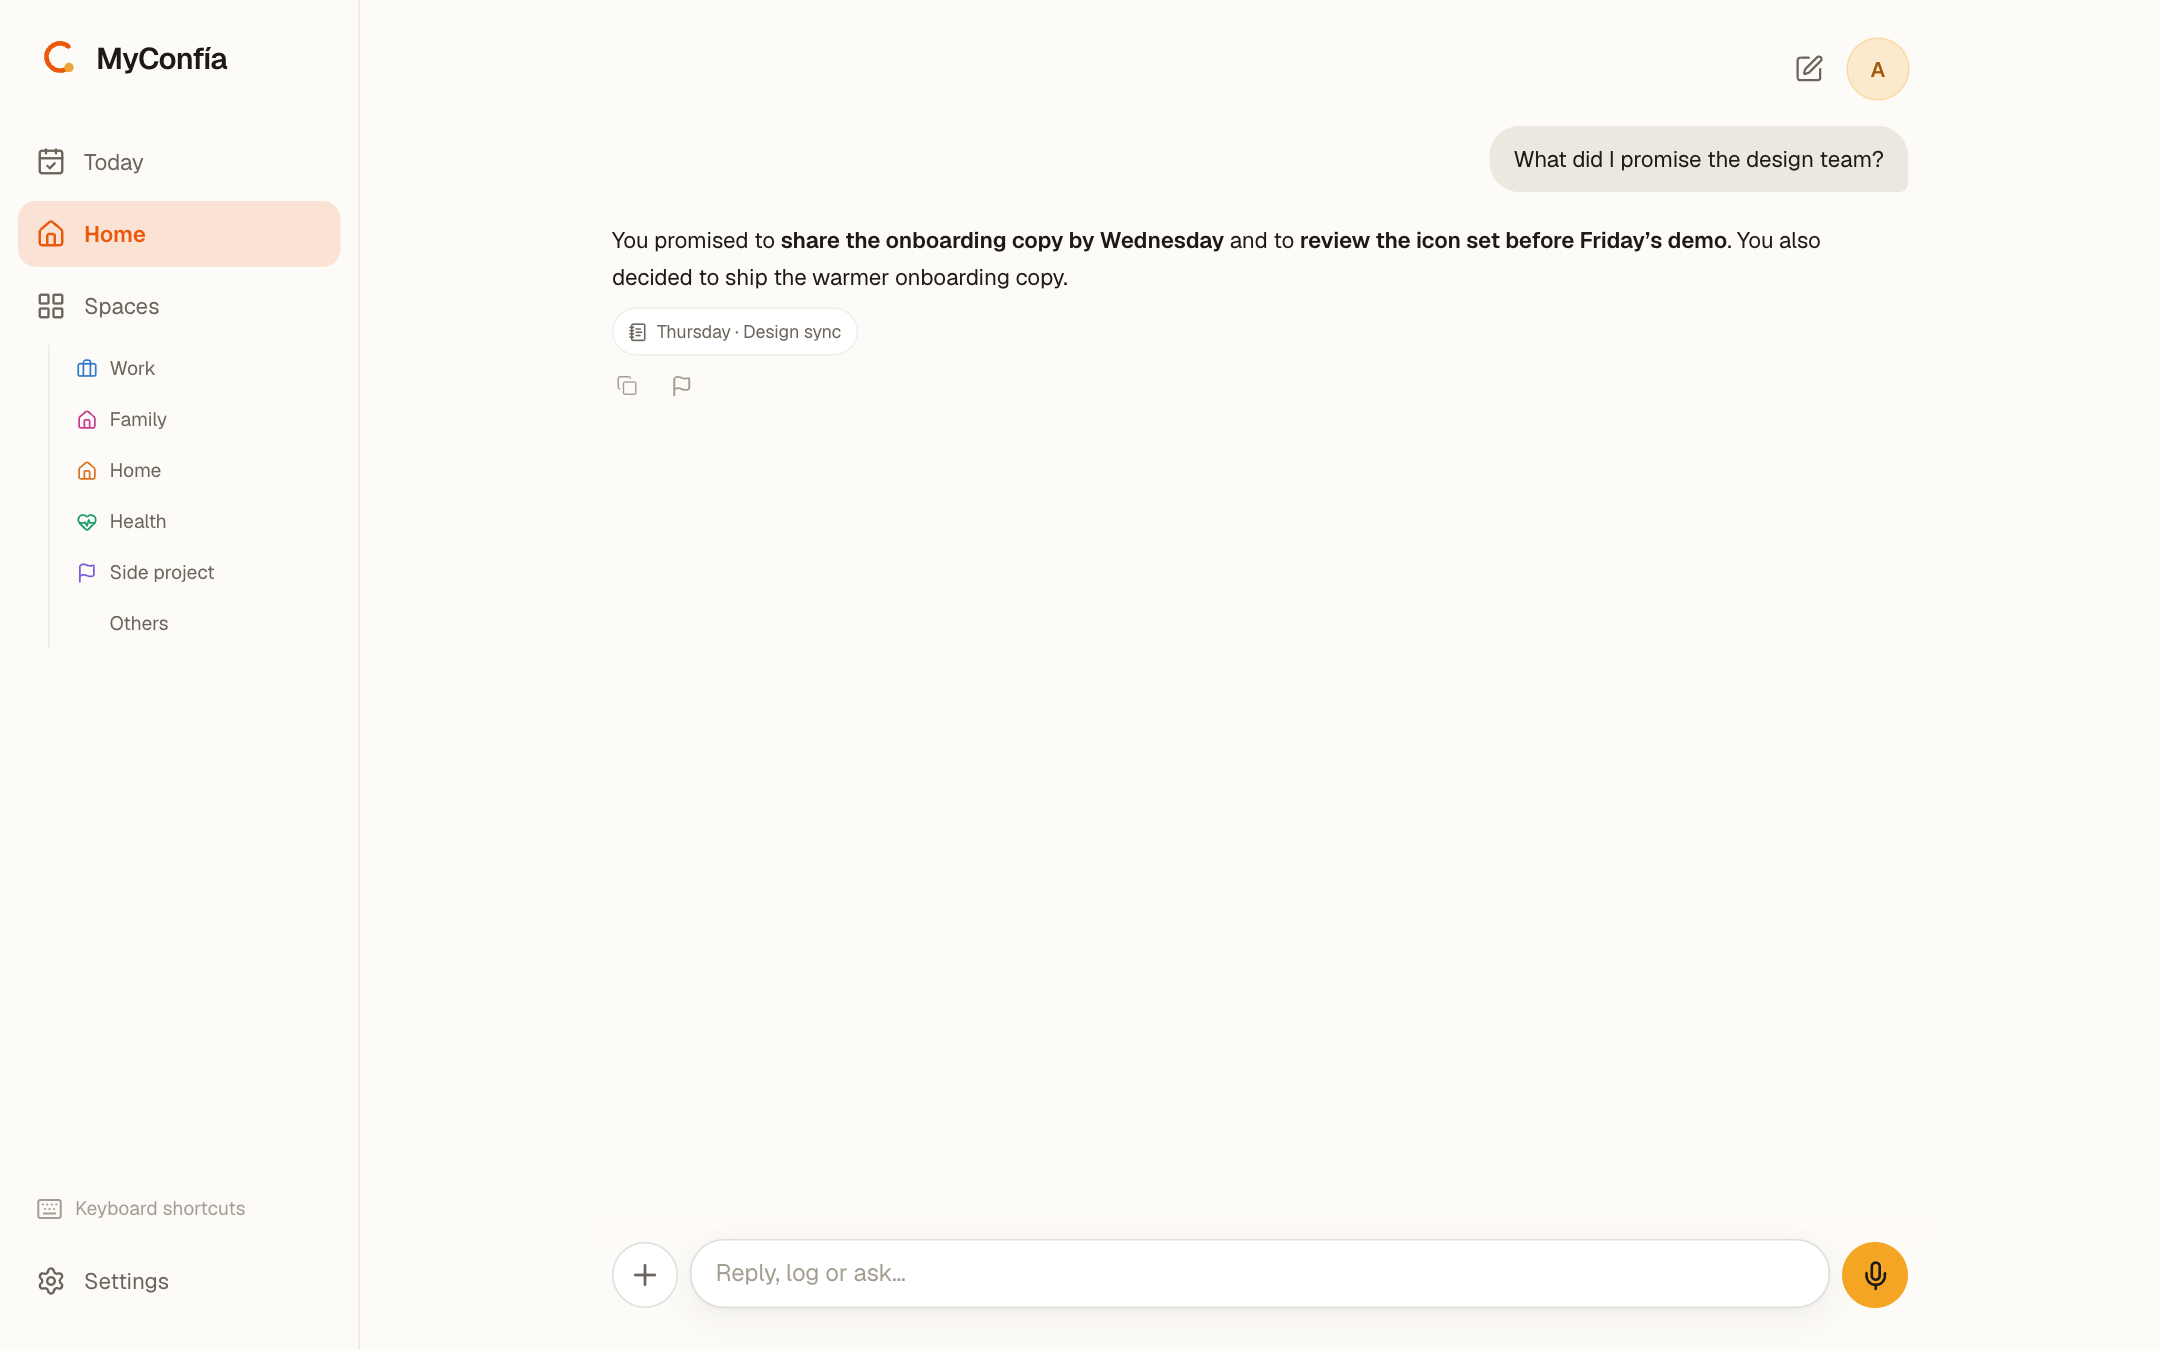 MyConfía
Today
Home
Spaces
Work
Family
Home
Health
Side project
Others
Keyboard shortcuts
Settings
A
What did I promise the design team?
You promised to share the onboarding copy by Wednesday and to review the icon set before Friday’s demo. You also
decided to ship the warmer onboarding copy.
Thursday · Design sync
Reply, log or ask...